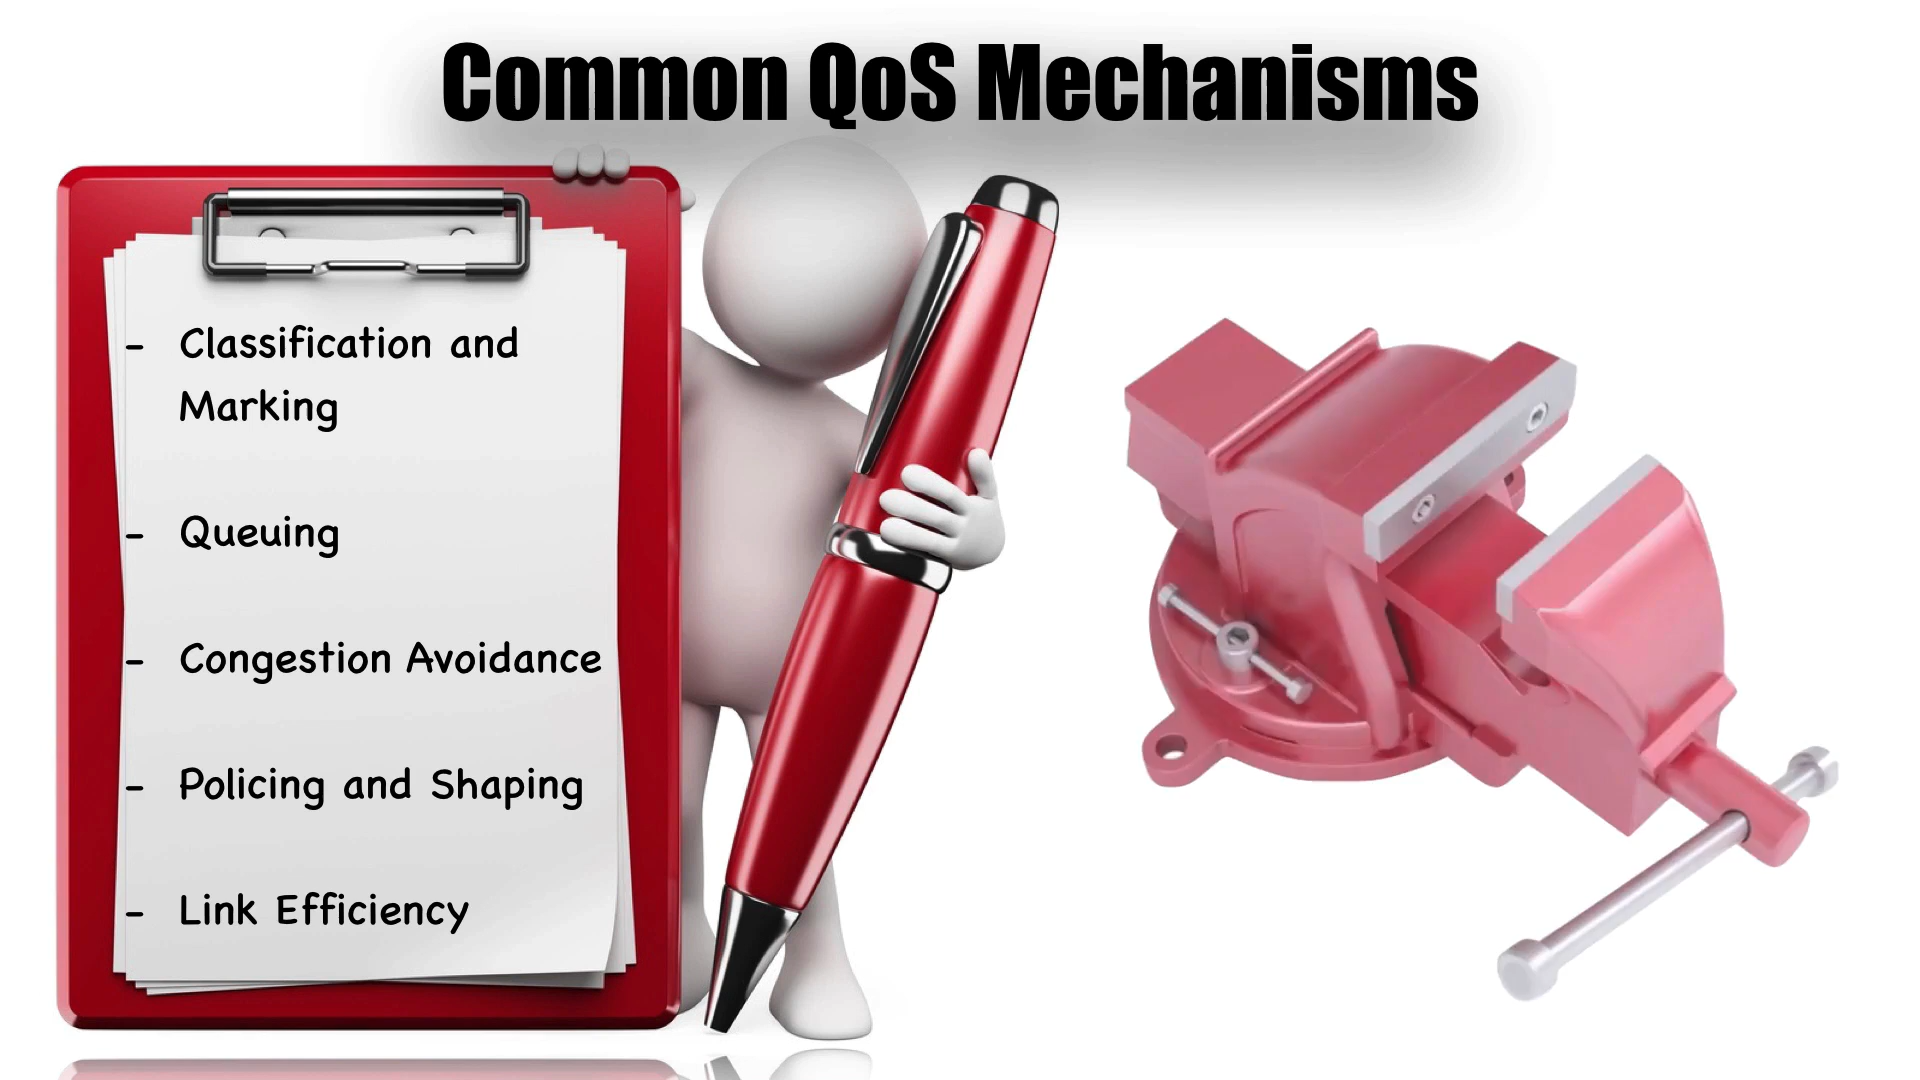 Common QoS Mechanisms
- Classification and
Marking
- Queuing
- Congestion Avoidance
- Policing and Shaping
- Link Efficiency